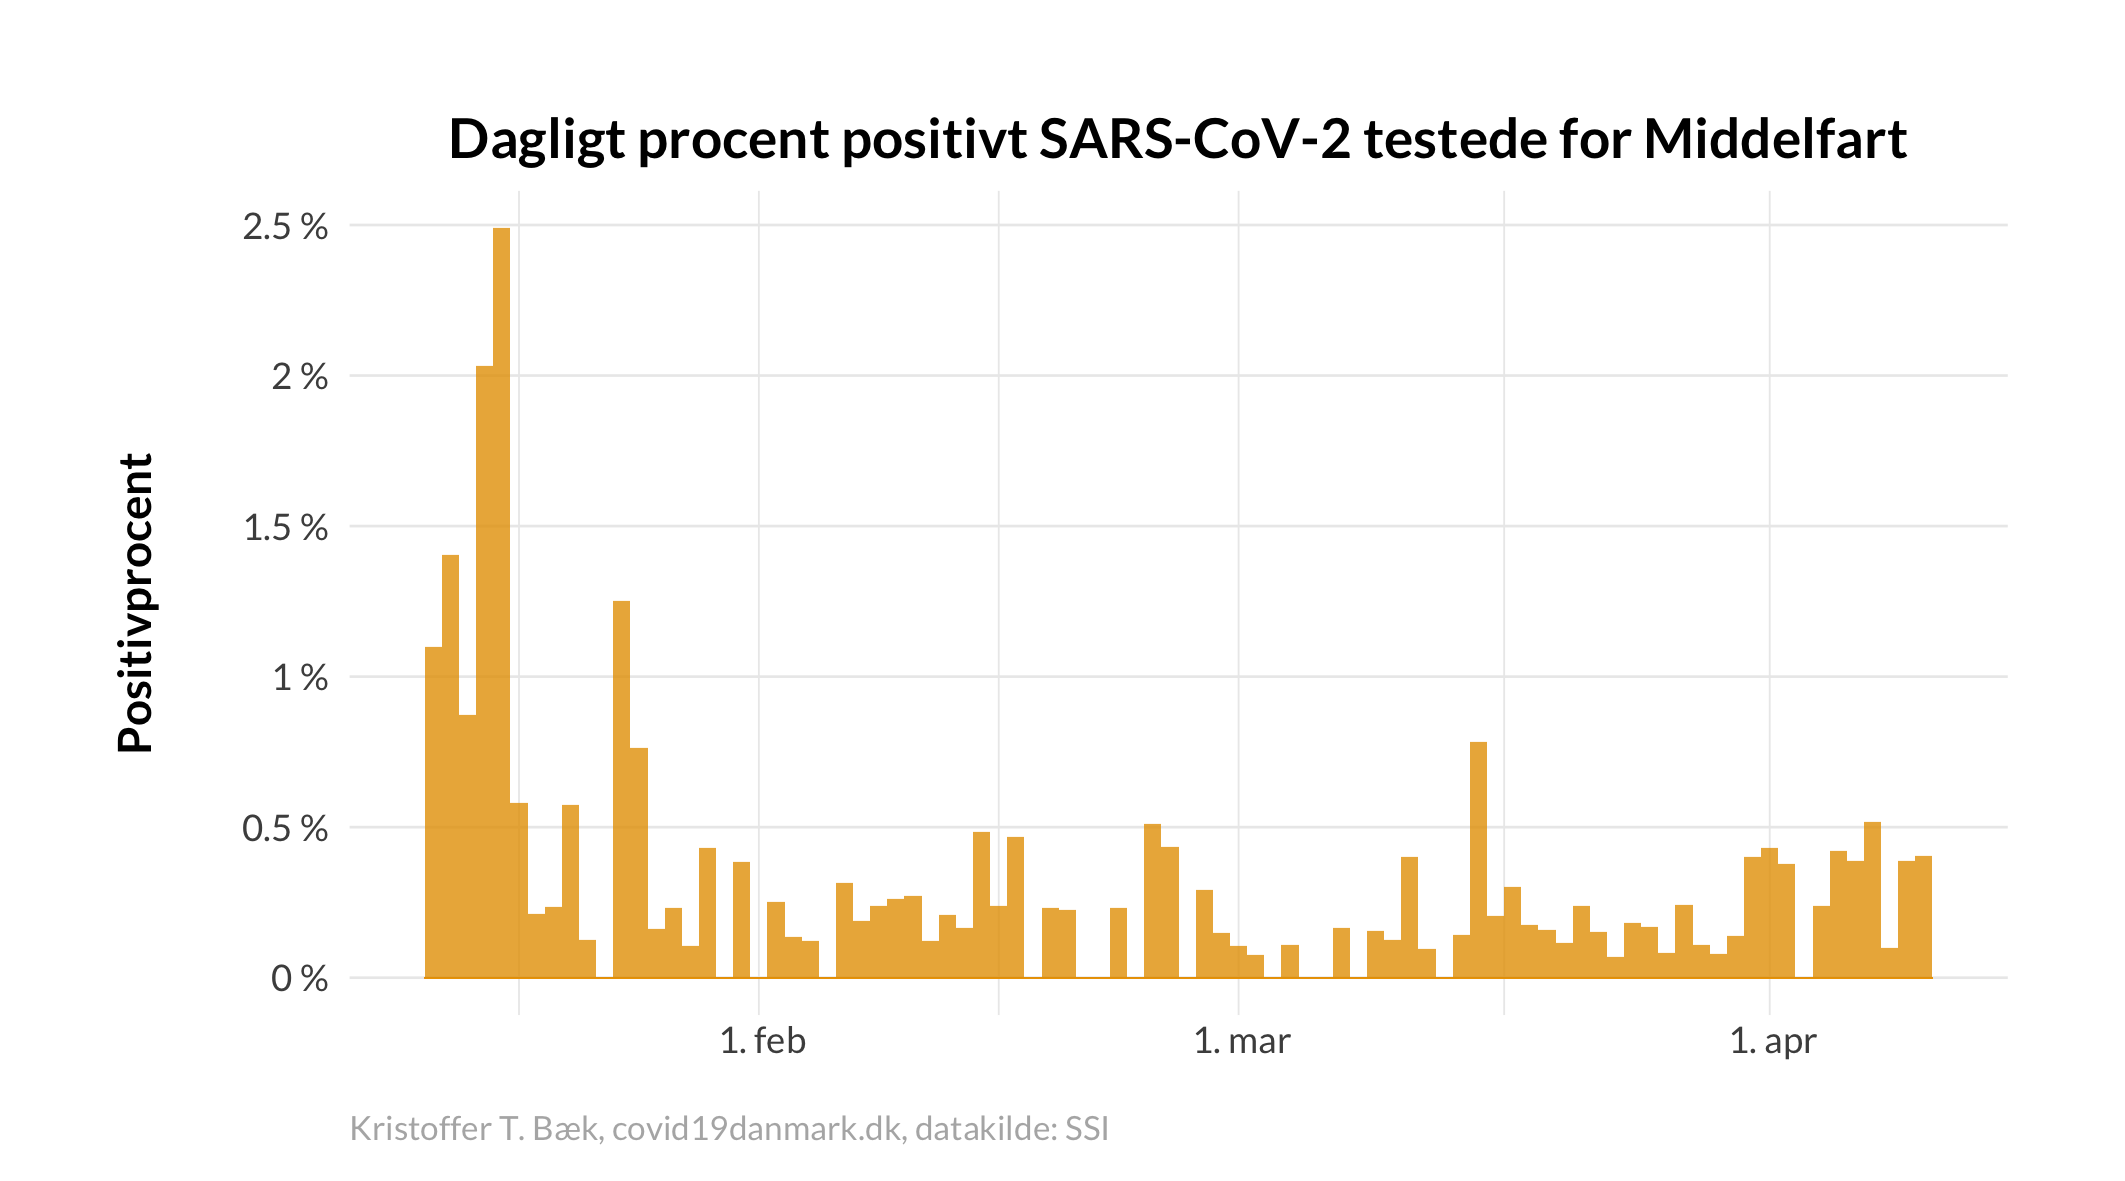 Dagligt procent positivt SARS-CoV-2 testede for Middelfart
Positivprocent
2.5 %
2 %
1.5 %
1 %
0.5 %
0 %
1. feb
1. mar
1. apr
Kristoffer T. Bæk, covid19danmark.dk, datakilde: SSI